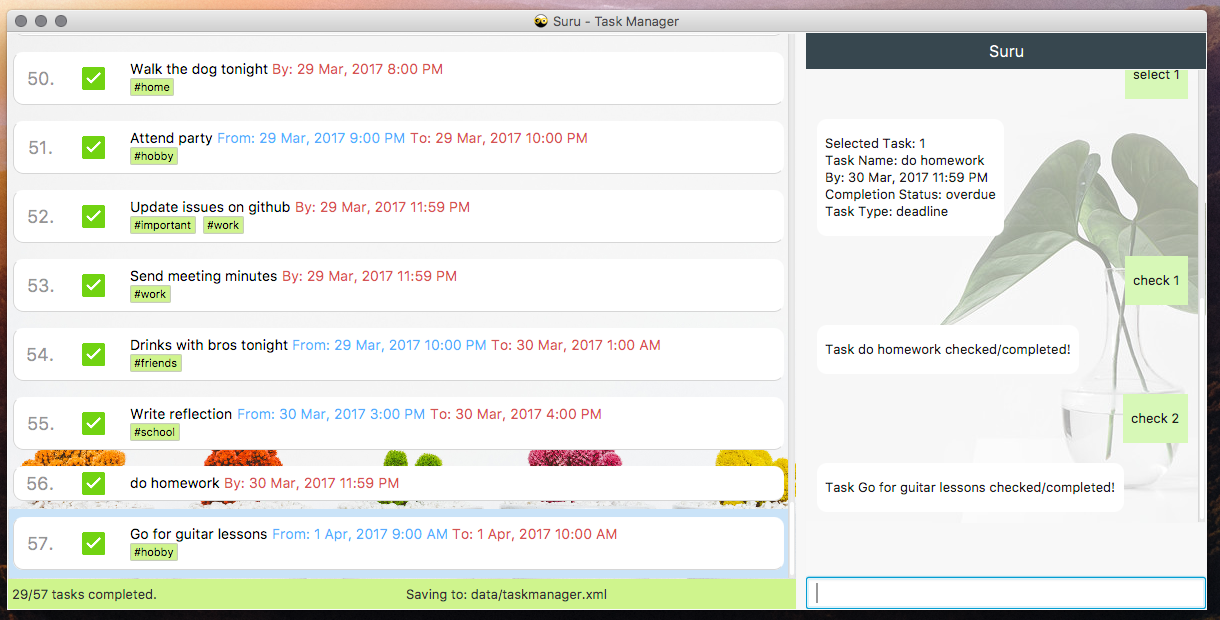 Suru - Task Manager
50.
Walk the dog tonight By: 29 Mar, 2017 8:00 PM
#home
51.
Attend party From: 29 Mar, 2017 9:00 PM To: 29 Mar, 2017 10:00 PM
#hobby
52.
Update issues on github By: 29 Mar, 2017 11:59 PM
#important #work
53.
Send meeting minutes By: 29 Mar, 2017 11:59 PM
#work
54.
Drinks with bros tonight From: 29 Mar, 2017 10:00 PM To: 30 Mar, 2017 1:00 AM
#friends
55.
Write reflection From: 30 Mar, 2017 3:00 PM To: 30 Mar, 2017 4:00 PM
#school
56.
do homework By: 30 Mar, 2017 11:59 PM
57.
Go for guitar lessons From: 1 Apr, 2017 9:00 AM To: 1 Apr, 2017 10:00 AM
#hobby
29/57 tasks completed.
Saving to: data/taskmanager.xml
Suru
select 1
Selected Task: 1
Task Name: do homework
By: 30 Mar, 2017 11:59 PM
Completion Status: overdue
Task Type: deadline
check 1
Task do homework checked/completed!
check 2
Task Go for guitar lessons checked/completed!